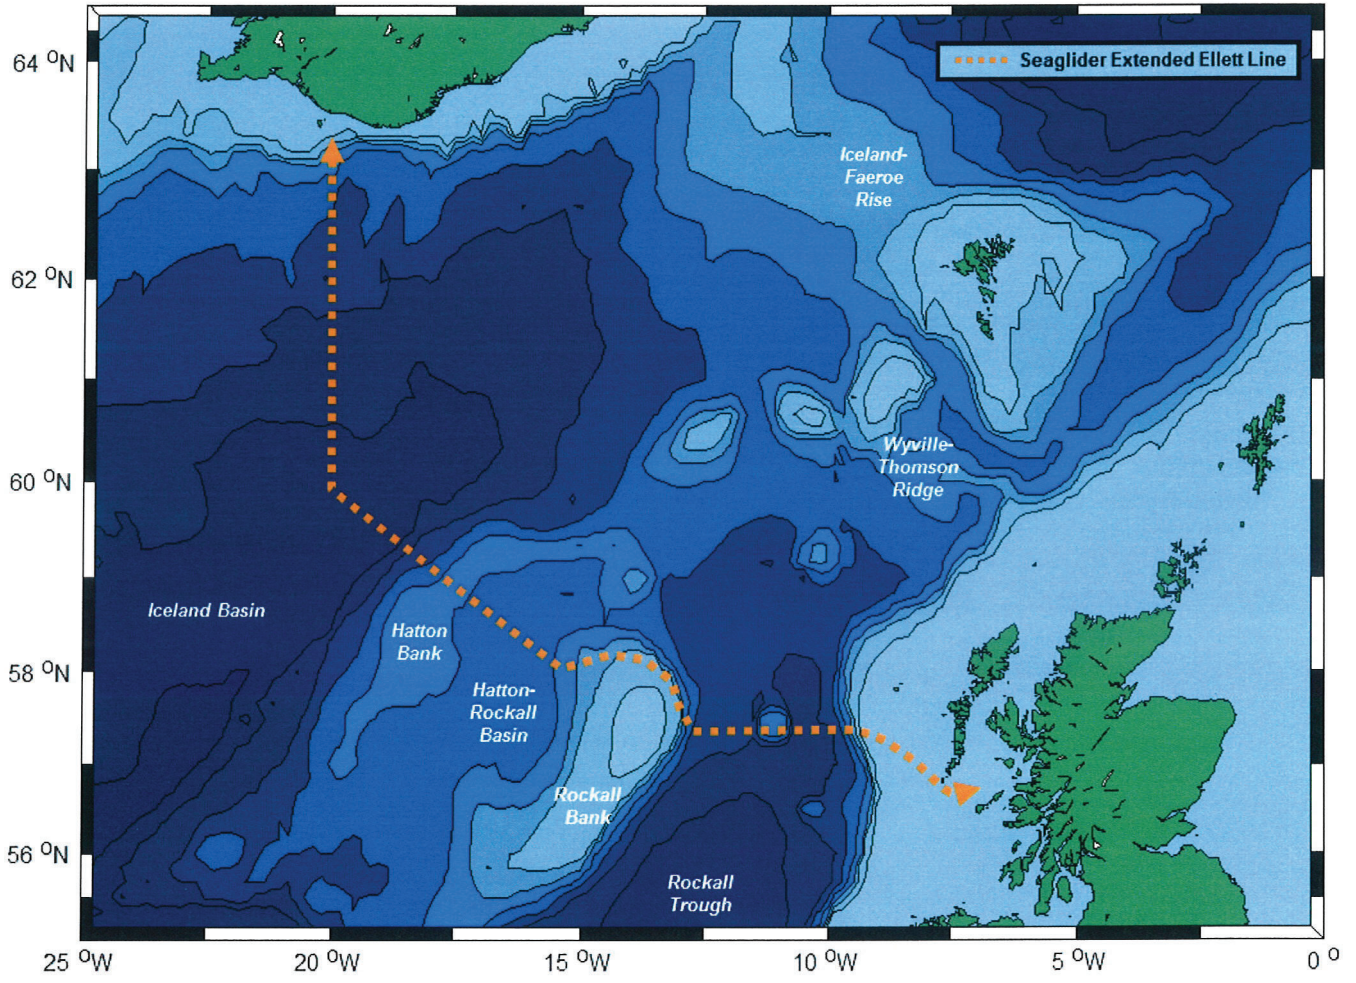 64 °N
Seaglider Extended Ellett Line
Iceland-
Faeroe
Rise
62 °N
Wyville-
Thomson
Ridge
60 °N
Iceland Basin
Hatton
Bank
58 °N
Hatton-
Rockall
Basin
Rockall
Bank
56 °N
Rockall
Trough
25 °W
20 °W
15 °W
10 °W
5 °W
0 °